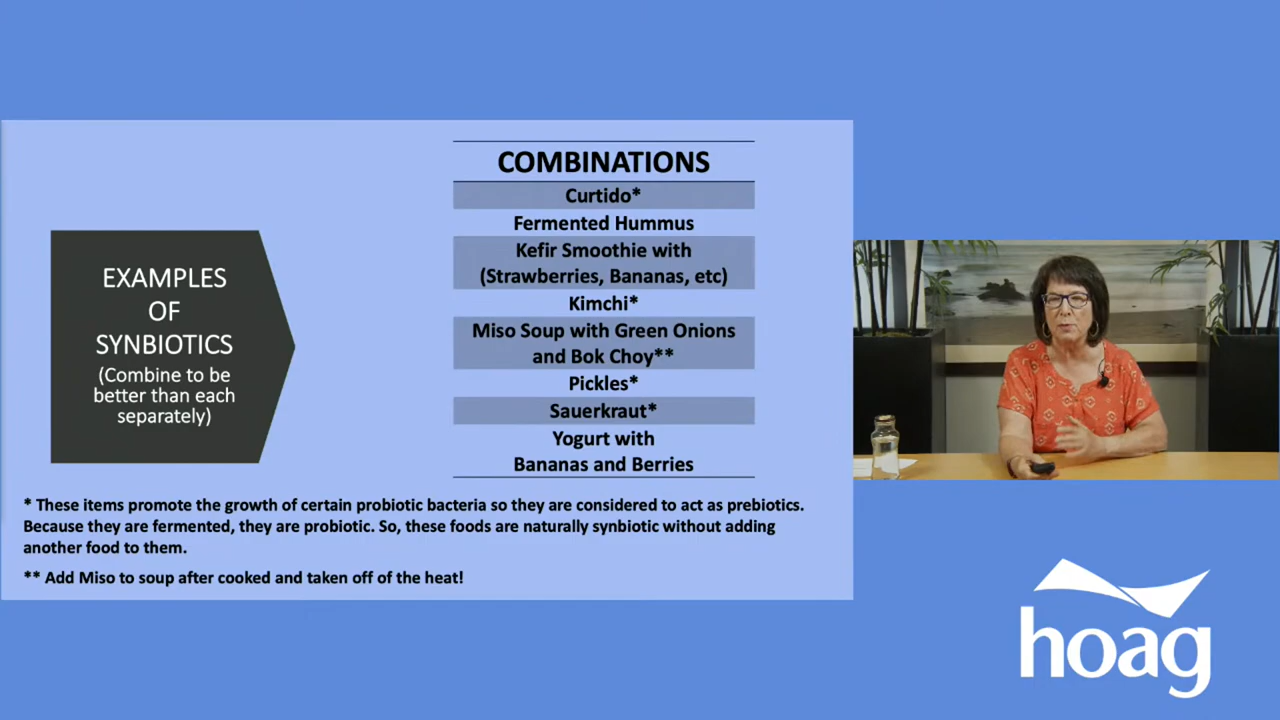 EXAMPLES
OF
SYNBIOTICS
(Combine to be
better than each
separately)
COMBINATIONS
Curtido*
Fermented Hummus
Kefir Smoothie with
(Strawberries, Bananas, etc)
Kimchi*
Miso Soup with Green Onions
and Bok Choy**
Pickles*
Sauerkraut*
Yogurt with
Bananas and Berries
* These items promote the growth of certain probiotic bacteria so they are considered to act as prebiotics.
Because they are fermented, they are probiotic. So, these foods are naturally synbiotic without adding
another food to them.
** Add Miso to soup after cooked and taken off of the heat!
hoag